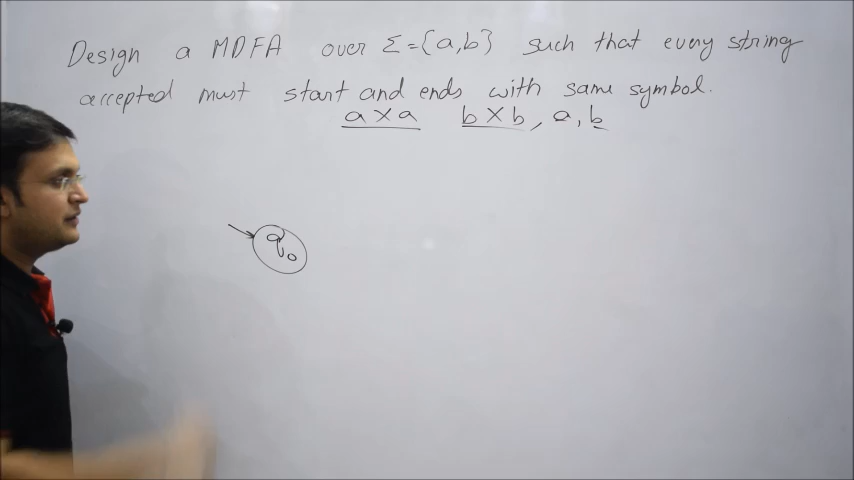 Design a MDFA over Σ={a,b} such that every string
accepted must start and ends with same symbol.
a X a b X b, a, b
q0